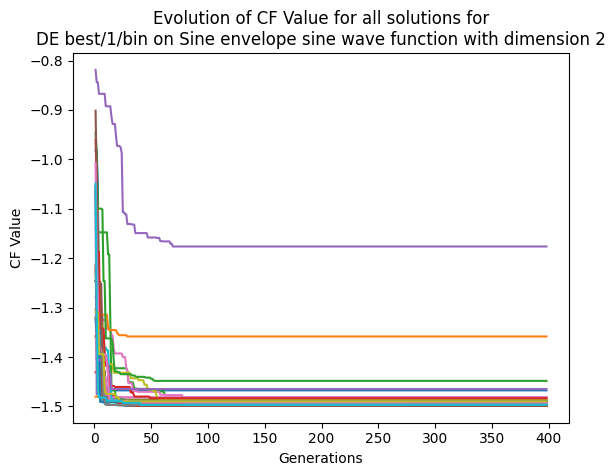 Evolution of CF Value for all solutions for
DE best/1/bin on Sine envelope sine wave function with dimension 2
CF Value
−0.8
−0.9
−1.0
−1.1
−1.2
−1.3
−1.4
−1.5
0 50 100 150 200 250 300 350 400
Generations